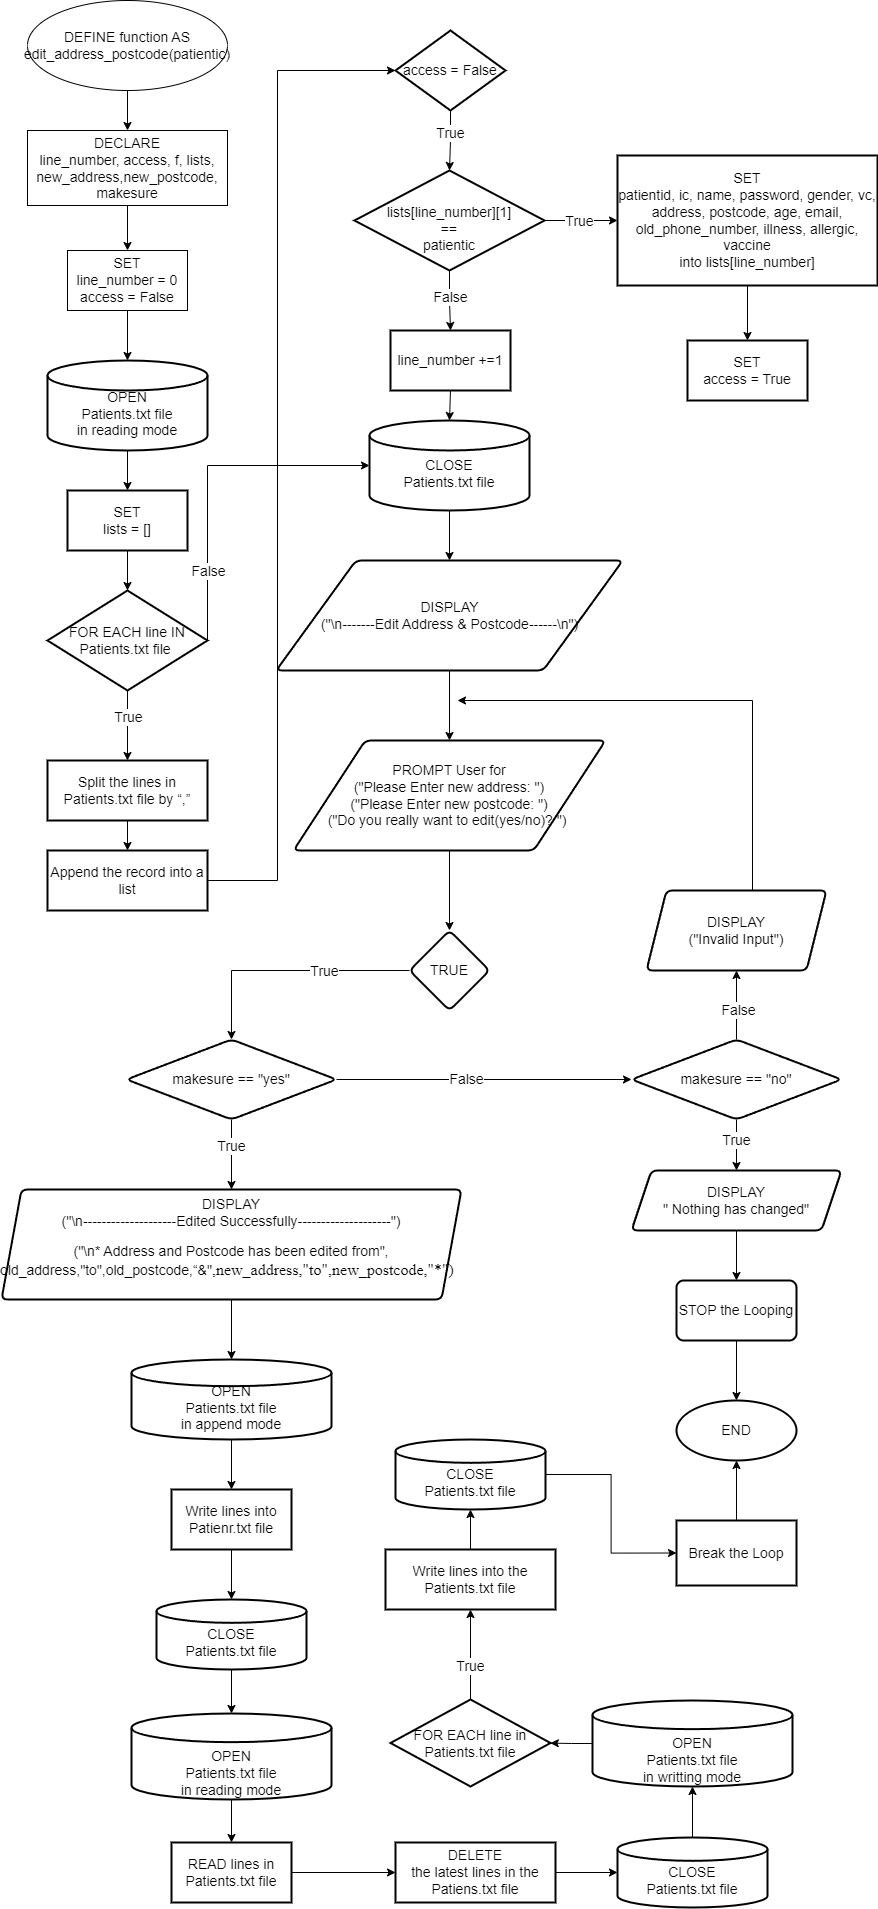 DEFINE function AS
edit_address_postcode(patientic)
DECLARE
line_number, access, f, lists,
new_address,new_postcode,
makesure
SET
line_number = 0
access = False
OPEN
Patients.txt file
in reading mode
SET
lists = []
False
FOR EACH line IN
Patients.txt file
True
Split the lines in
Patients.txt file by “,”
Append the record into a
list
access = False
True
lists[line_number][1]
==
patientic
True
SET
patientid, ic, name, password, gender, vc,
address, postcode, age, email,
old_phone_number, illness, allergic,
vaccine
into lists[line_number]
SET
access = True
False
line_number +=1
CLOSE
Patients.txt file
DISPLAY
("\n-------Edit Address & Postcode------\n")
PROMPT User for
("Please Enter new address: ")
("Please Enter new postcode: ")
("Do you really want to edit(yes/no)? ")
TRUE
True
makesure == "yes"
False
makesure == "no"
False
DISPLAY
("Invalid Input")
True
DISPLAY
" Nothing has changed"
STOP the Looping
END
True
DISPLAY
("\n--------------------Edited Successfully--------------------")
("\n* Address and Postcode has been edited from",
old_address,"to",old_postcode,“&”,new_address,"to",new_postcode,"*")
OPEN
Patients.txt file
in append mode
Write lines into
Patienr.txt file
CLOSE
Patients.txt file
OPEN
Patients.txt file
in reading mode
READ lines in
Patients.txt file
DELETE
the latest lines in the
Patiens.txt file
CLOSE
Patients.txt file
OPEN
Patients.txt file
in writting mode
FOR EACH line in
Patients.txt file
True
Write lines into the
Patients.txt file
CLOSE
Patients.txt file
Break the Loop